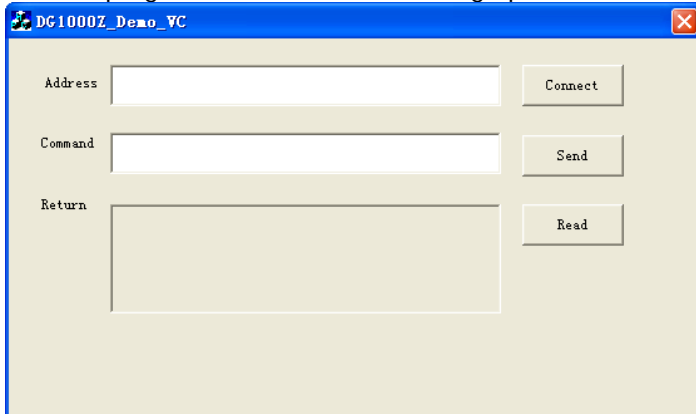 DG1000Z_Demo_VC
Address
Connect
Command
Send
Return
Read